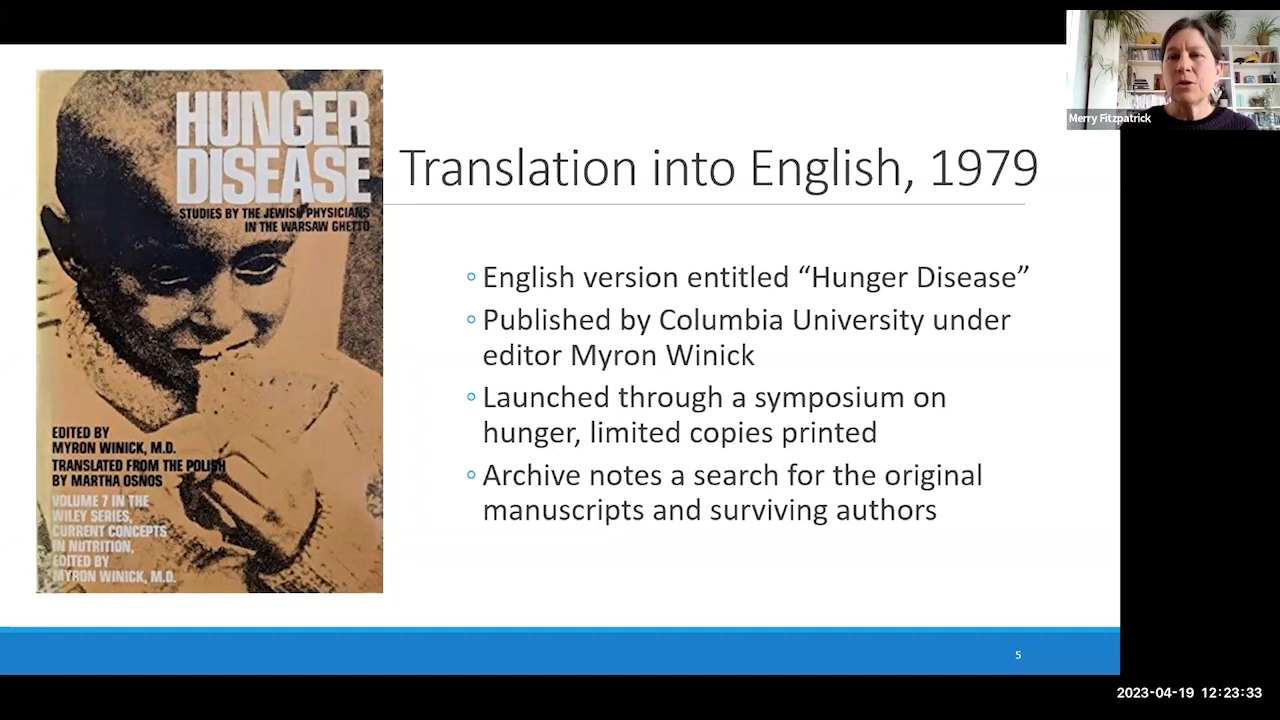 HUNGER
DISEASE
STUDIES BY THE JEWISH PHYSICIANS
IN THE WARSAW GHETTO
EDITED BY
MYRON WINICK, M.D.
TRANSLATED FROM THE POLISH
BY MARTHA OSNOS
VOLUME 7 IN THE
WILEY SERIES,
CURRENT CONCEPTS
IN NUTRITION,
EDITED BY
MYRON WINICK, M.D.
Translation into English, 1979
◦ English version entitled “Hunger Disease”
◦ Published by Columbia University under
editor Myron Winick
◦ Launched through a symposium on
hunger, limited copies printed
◦ Archive notes a search for the original
manuscripts and surviving authors
5
Merry Fitzpatrick
2023-04-19 12:23:33